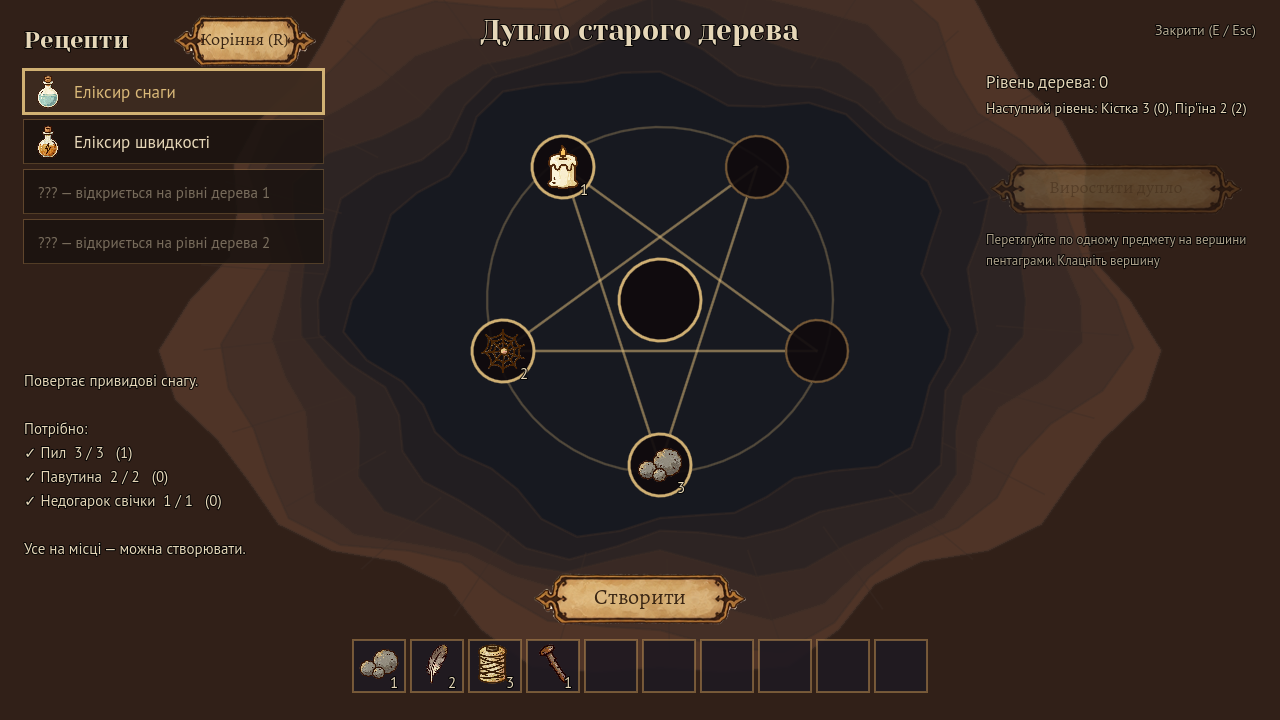 Рецепти
Коріння (R)
Дупло старого дерева
Закрити (E / Esc)
Еліксир снаги
Еліксир швидкості
??? — відкриється на рівні дерева 1
??? — відкриється на рівні дерева 2
Рівень дерева: 0
Наступний рівень: Кістка 3 (0), Пір'їна 2 (2)
Виростити дупло
Перетягуйте по одному предмету на вершини
пентаграми. Клацніть вершину
1
2
3
Повертає привидові снагу.
Потрібно:
✓ Пил 3 / 3 (1)
✓ Павутина 2 / 2 (0)
✓ Недогарок свічки 1 / 1 (0)
Усе на місці — можна створювати.
Створити
1
2
3
1